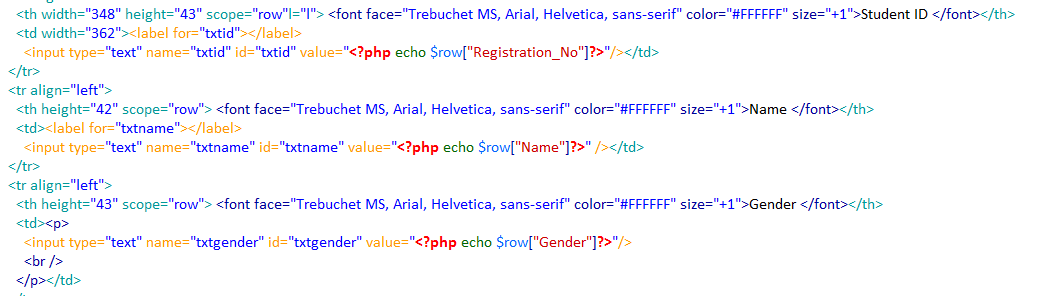 <th width="348" height="43" scope="row"l="l"> <font face="Trebuchet MS, Arial, Helvetica, sans-serif" color="#FFFFFF" size="+1">Student ID </font></th>
<td width="362"><label for="txtid"></label>
<input type="text" name="txtid" id="txtid" value="<?php echo $row["Registration_No"]?>"/></td>
</tr>
<tr align="left">
<th height="42" scope="row"> <font face="Trebuchet MS, Arial, Helvetica, sans-serif" color="#FFFFFF" size="+1">Name </font></th>
<td><label for="txtname"></label>
<input type="text" name="txtname" id="txtname" value="<?php echo $row["Name"]?>" /></td>
</tr>
<tr align="left">
<th height="43" scope="row"> <font face="Trebuchet MS, Arial, Helvetica, sans-serif" color="#FFFFFF" size="+1">Gender </font></th>
<td><p>
<input type="text" name="txtgender" id="txtgender" value="<?php echo $row["Gender"]?>"/>
<br />
</p></td>